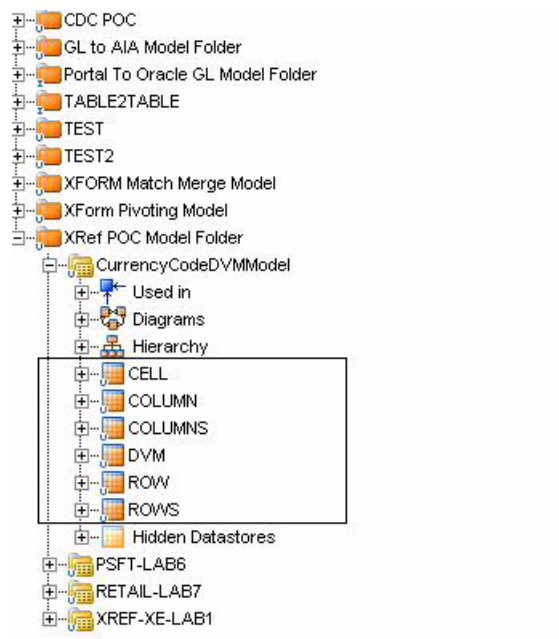 CDC POC
GL to AIA Model Folder
Portal To Oracle GL Model Folder
TABLE2TABLE
TEST
TEST2
XFORM Match Merge Model
XForm Pivoting Model
XRef POC Model Folder
CurrencyCodeDVMModel
Used in
Diagrams
Hierarchy
CELL
COLUMN
COLUMNS
DVM
ROW
ROWS
Hidden Datastores
PSFT-LAB6
RETAIL-LAB7
XREF-XE-LAB1